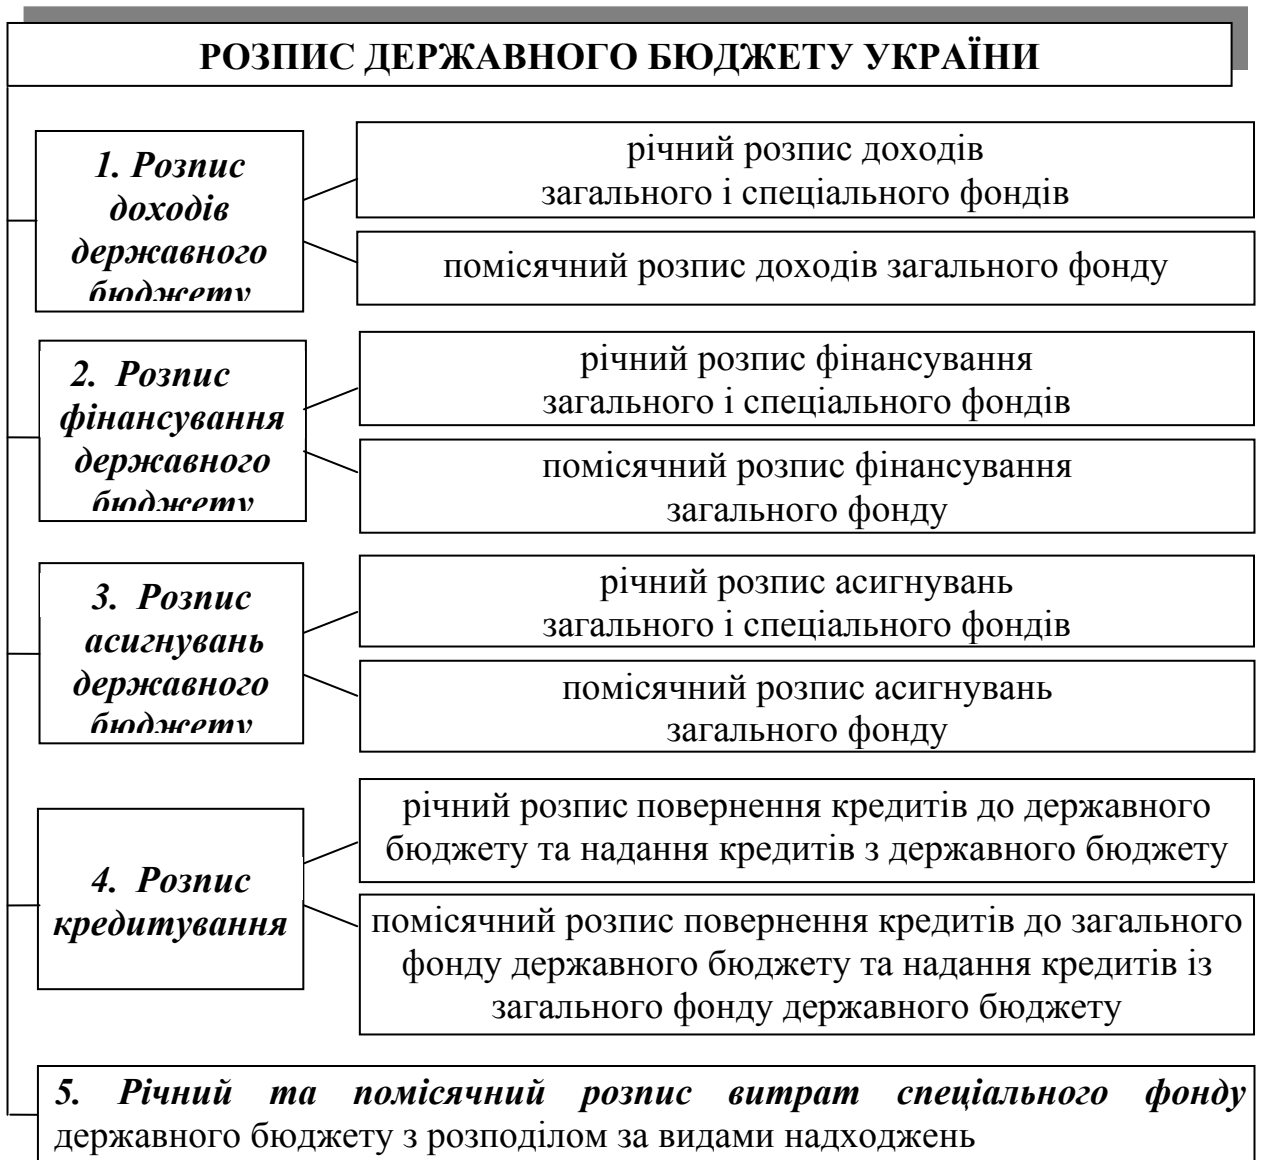 РОЗПИС ДЕРЖАВНОГО БЮДЖЕТУ УКРАЇНИ
1. Розпис
доходів
державного
бюджету
річний розпис доходів
загального і спеціального фондів
помісячний розпис доходів загального фонду
2. Розпис
фінансування
державного
бюджету
річний розпис фінансування
загального і спеціального фондів
помісячний розпис фінансування
загального фонду
3. Розпис
асигнувань
державного
бюджету
річний розпис асигнувань
загального і спеціального фондів
помісячний розпис асигнувань
загального фонду
4. Розпис
кредитування
річний розпис повернення кредитів до державного
бюджету та надання кредитів з державного бюджету
помісячний розпис повернення кредитів до загального
фонду державного бюджету та надання кредитів із
загального фонду державного бюджету
5. Річний та помісячний розпис витрат спеціального фонду
державного бюджету з розподілом за видами надходжень